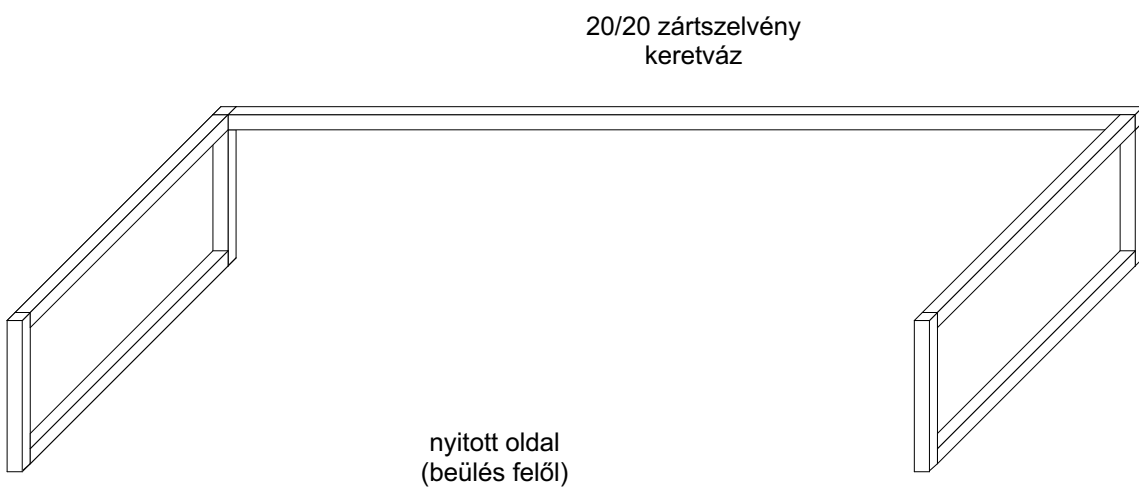 20/20 zártszelvény
keretváz
nyitott oldal
(beülés felől)